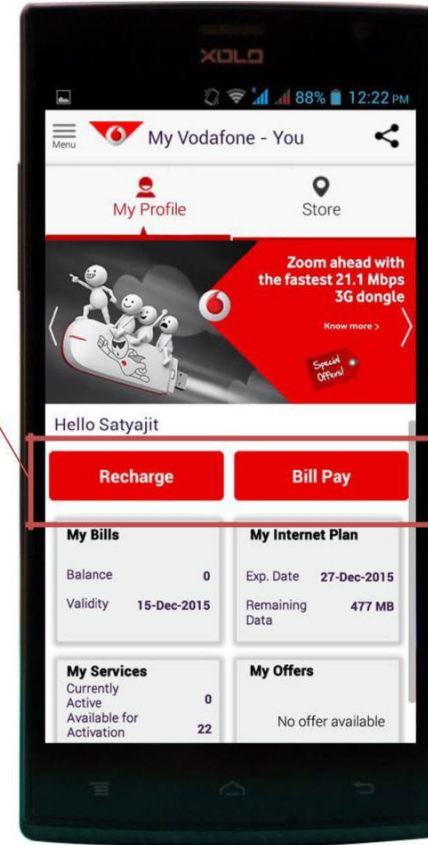 XOLO
88% 12:22 PM
Menu
My Vodafone - You
My Profile
Store
Zoom ahead with
the fastest 21.1 Mbps
3G dongle
Know more >
Special
Offers!
Hello Satyajit
Recharge
Bill Pay
My Bills
Balance 0
Validity 15-Dec-2015
My Internet Plan
Exp. Date 27-Dec-2015
Remaining 477 MB
Data
My Services
Currently
Active 0
Available for
Activation 22
My Offers
No offer available